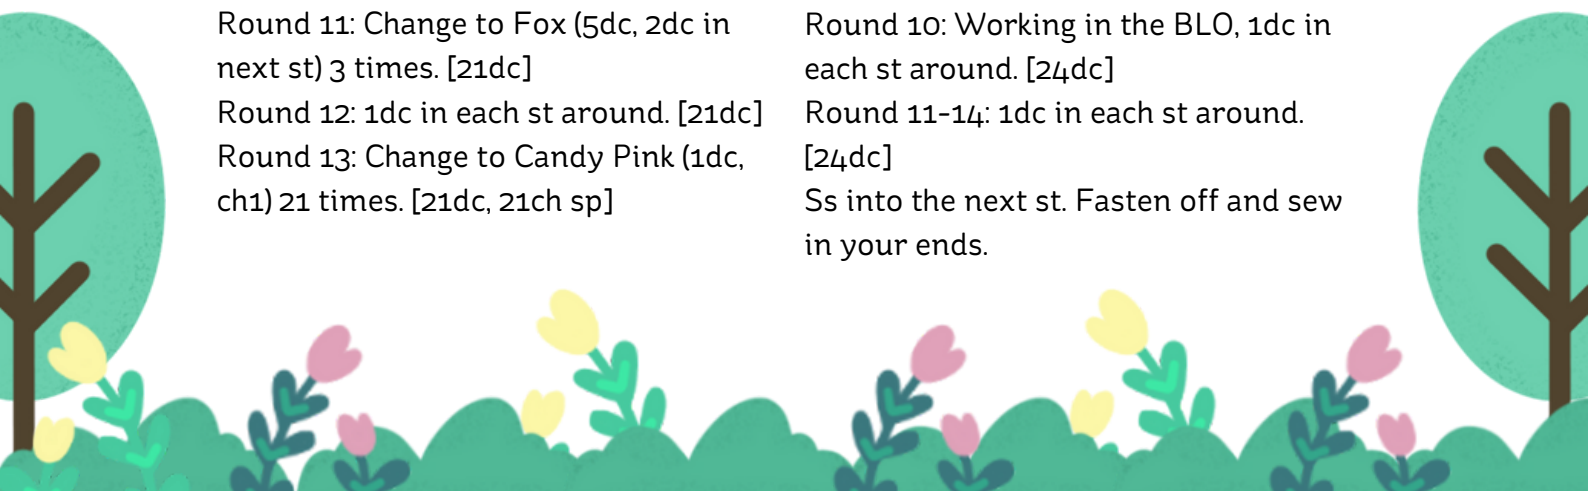 Round 11: Change to Fox (5dc, 2dc in
next st) 3 times. [21dc]
Round 12: 1dc in each st around. [21dc]
Round 13: Change to Candy Pink (1dc,
ch1) 21 times. [21dc, 21ch sp]
Round 10: Working in the BLO, 1dc in
each st around. [24dc]
Round 11-14: 1dc in each st around.
[24dc]
Ss into the next st. Fasten off and sew
in your ends.